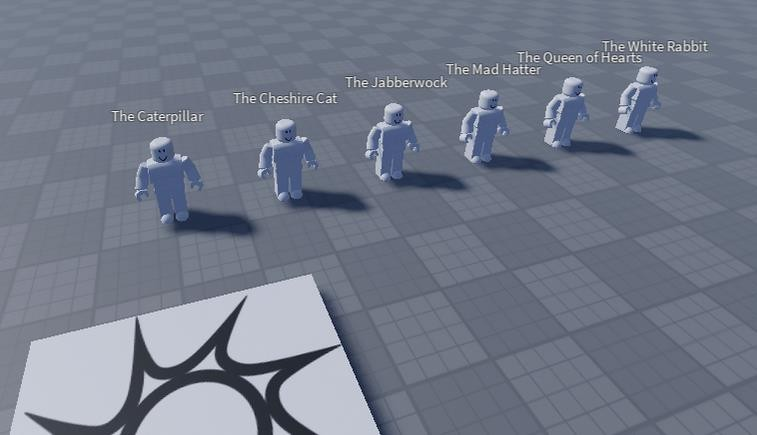 The Caterpillar
The Cheshire Cat
The Jabberwock
The Mad Hatter
The Queen of Hearts
The White Rabbit